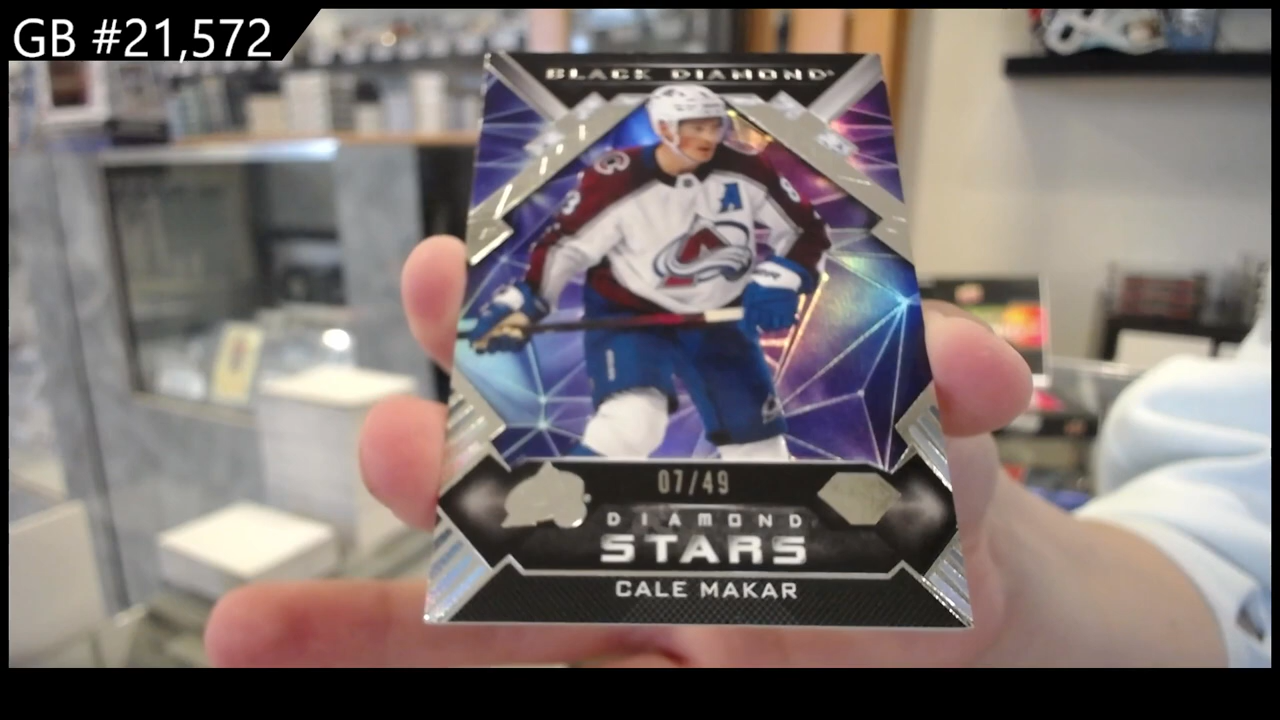 GB #21,572
BLACK DIAMOND
A
07/49
DIAMOND
STARS
CALE MAKAR